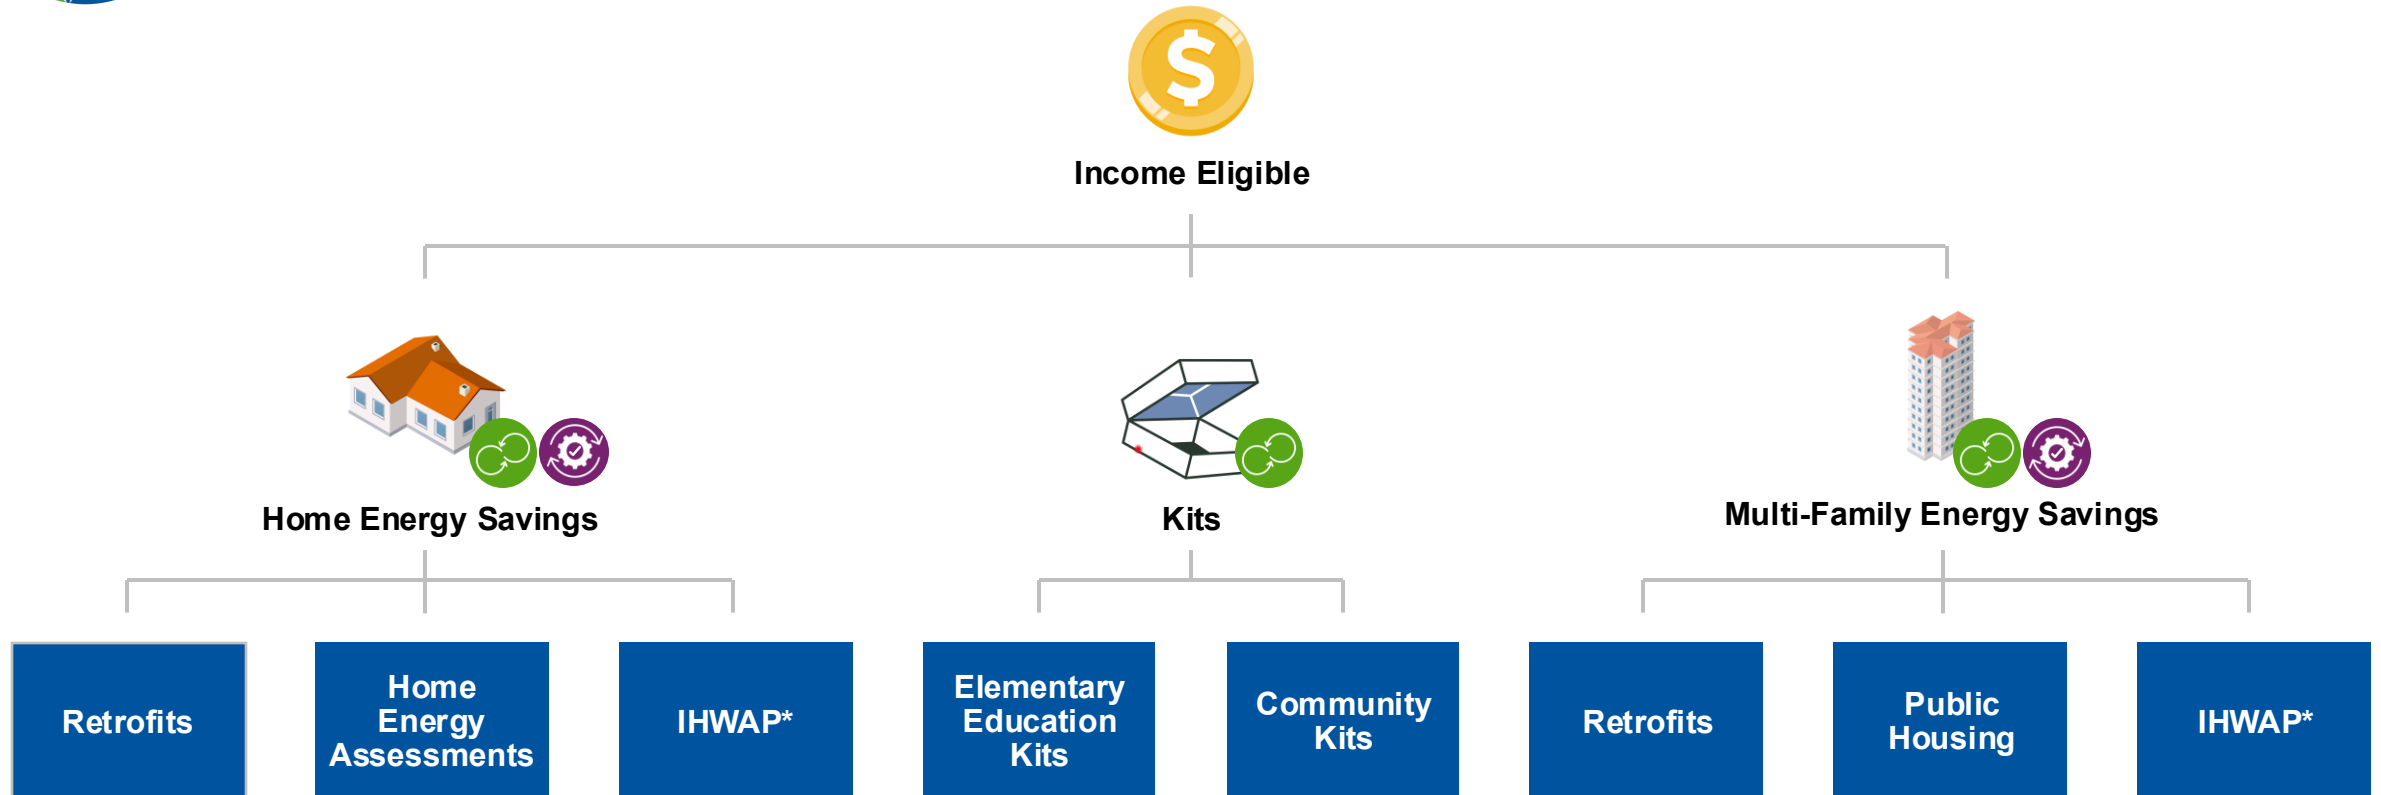 $
Income Eligible
Home Energy Savings
Kits
Multi-Family Energy Savings
Retrofits
Home
Energy
Assessments
IHWAP*
Elementary
Education
Kits
Community
Kits
Retrofits
Public
Housing
IHWAP*